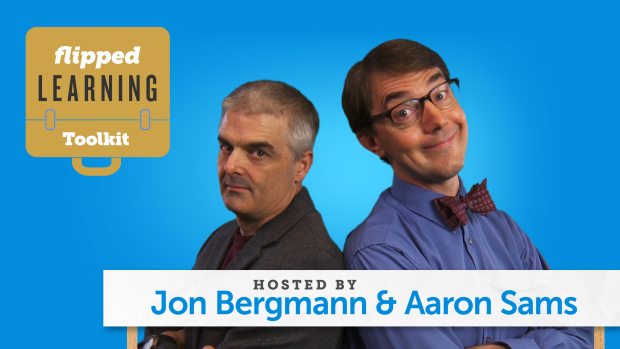 flipped
LEARNING
Toolkit
HOSTED BY
Jon Bergmann & Aaron Sams